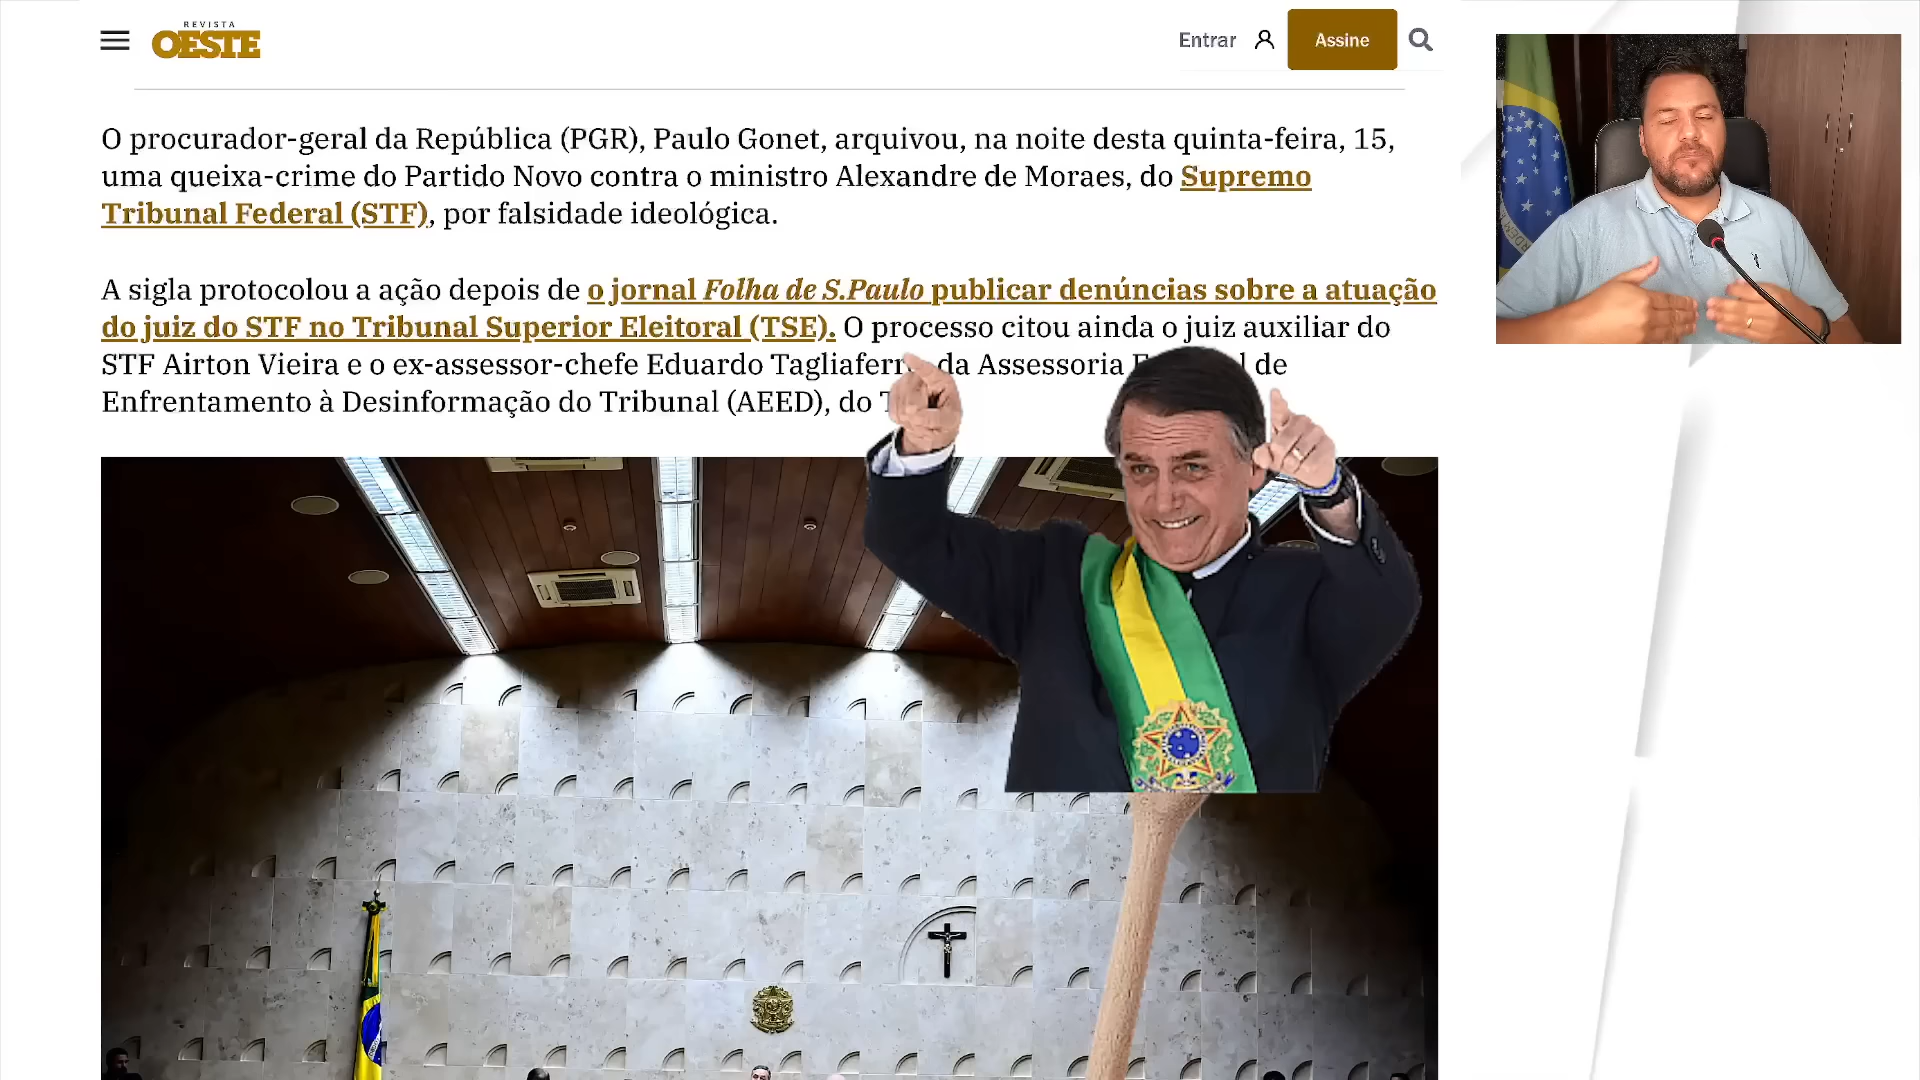 REVISTA
OESTE
Entrar
Assine
O procurador-geral da República (PGR), Paulo Gonet, arquivou, na noite desta quinta-feira, 15,
uma queixa-crime do Partido Novo contra o ministro Alexandre de Moraes, do Supremo
Tribunal Federal (STF), por falsidade ideológica.
A sigla protocolou a ação depois de o jornal Folha de S.Paulo publicar denúncias sobre a atuação
do juiz do STF no Tribunal Superior Eleitoral (TSE). O processo citou ainda o juiz auxiliar do
STF Airton Vieira e o ex-assessor-chefe Eduardo da Assessoria de
Enfrentamento à Desinformação do Tribunal (AEED), do